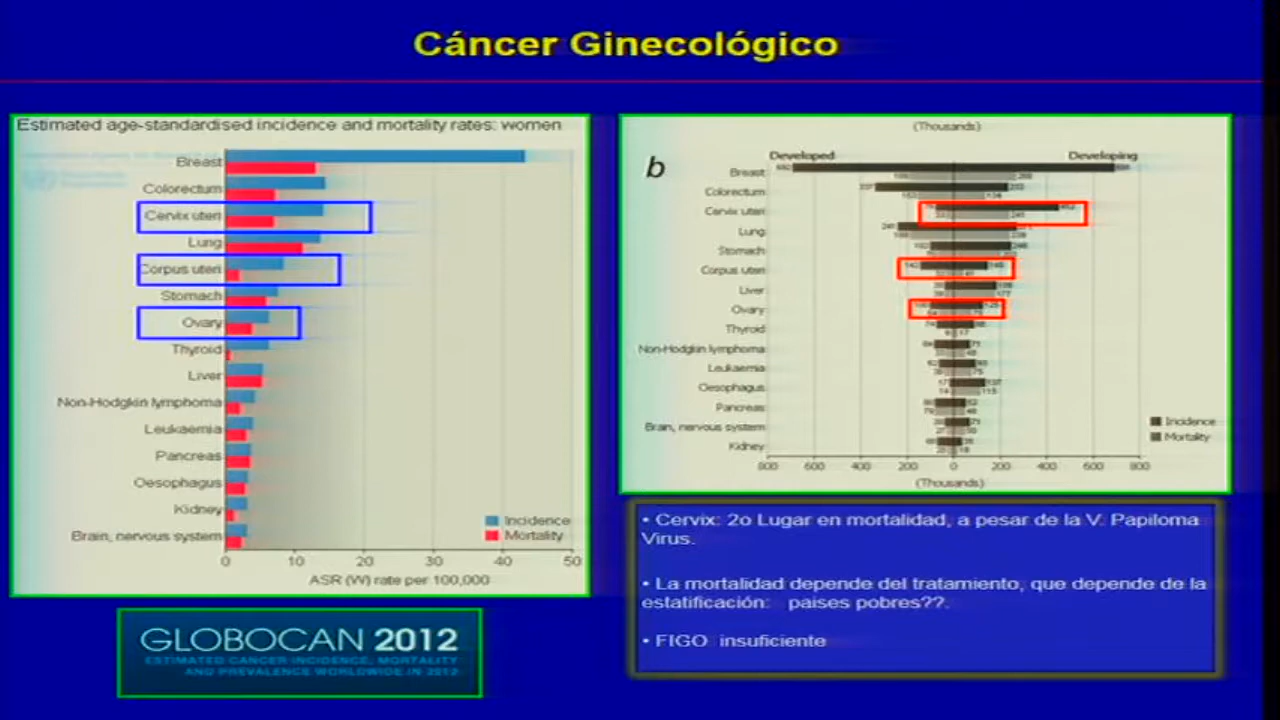 Cáncer Ginecológico
Estimated age-standardised incidence and mortality rates: women
Breast
Colorectum
Cervix uteri
Lung
Corpus uteri
Stomach
Ovary
Thyroid
Liver
Non-Hodgkin lymphoma
Leukaemia
Pancreas
Oesophagus
Kidney
Brain, nervous system
Incidence
Mortality
0 10 20 30 40 50
ASR (W) rate per 100,000
GLOBOCAN 2012
ESTIMATED CANCER INCIDENCE, MORTALITY
AND PREVALENCE WORLDWIDE IN 2012
(Thousands)
b
Developed Developing
Breast
Colorectum
Cervix uteri
Lung
Stomach
Corpus uteri
Liver
Ovary
Thyroid
Non-Hodgkin lymphoma
Leukaemia
Oesophagus
Pancreas
Brain, nervous system
Kidney
Incidence
Mortality
800 600 400 200 0 200 400 600 800
(Thousands)
• Cervix: 2o Lugar en mortalidad, a pesar de la V. Papiloma
Virus.
• La mortalidad depende del tratamiento, que depende de la
estatificación: paises pobres??.
• FIGO insuficiente